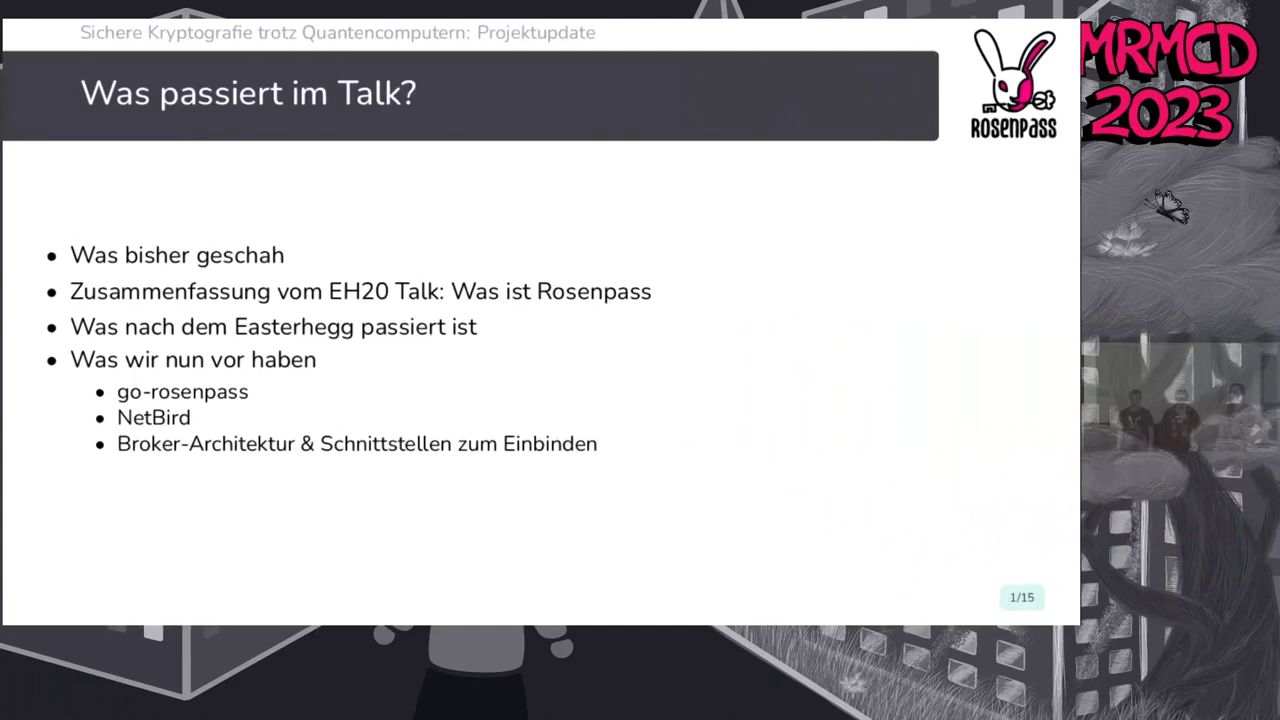 Sichere Kryptografie trotz Quantencomputern: Projektupdate
Was passiert im Talk?
ROSENPASS
MRMCD
2023
Was bisher geschah
Zusammenfassung vom EH20 Talk: Was ist Rosenpass
Was nach dem Easterhegg passiert ist
Was wir nun vor haben
go-rosenpass
NetBird
Broker-Architektur & Schnittstellen zum Einbinden
1/15